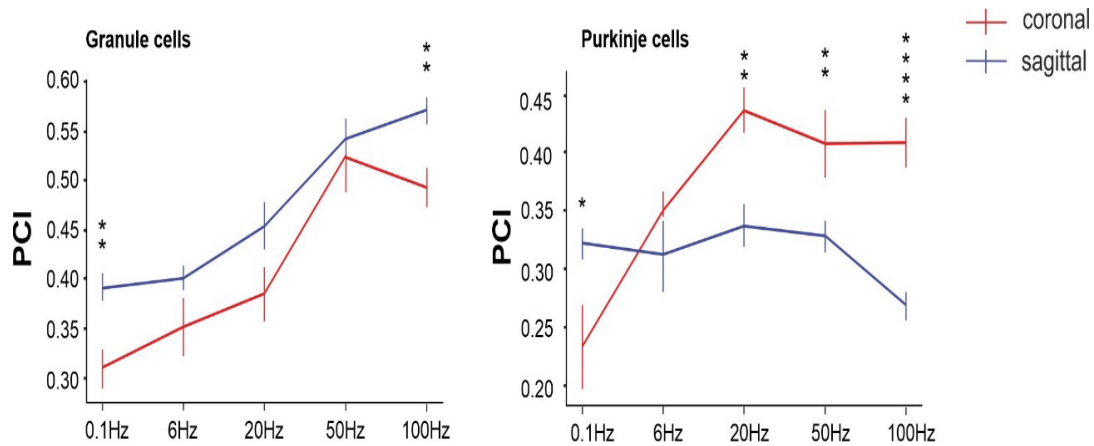 coronal
sagittal
Granule cells
**
0.60
0.55
0.50
0.45
0.40
0.35
0.30
PCI
**
0.1Hz 6Hz 20Hz 50Hz 100Hz
Purkinje cells
**
**
****
0.45
0.40
0.35
0.30
0.25
0.20
PCI
*
0.1Hz 6Hz 20Hz 50Hz 100Hz